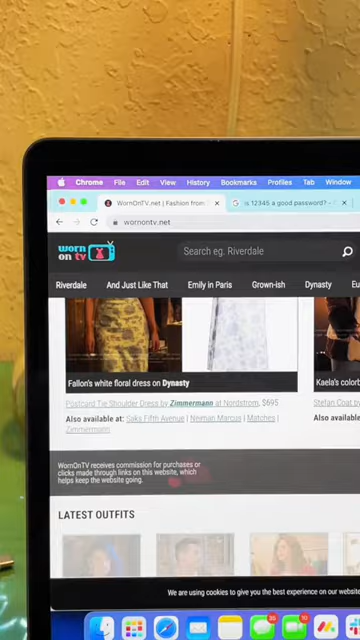 Chrome File Edit View History Bookmarks Profiles Tab Window
WornOnTV.net | Fashion from
is 12345 a good password? -
wornontv.net
worn
on tv
Search eg. Riverdale
Riverdale And Just Like That Emily in Paris Grown-ish Dynasty
Fallon's white floral dress on Dynasty
Kaela's
Postcard Tie Shoulder Dress by Zimmermann at Nordstrom, $695
Stefan Coat by
Also available at: Saks Fifth Avenue | Neiman Marcus | Matches |
Zimmermann
Also available
WornOnTV receives commission for purchases or
clicks made through links on this website, which
helps keep the website going.
LATEST OUTFITS
We are using cookies to give you the best experience on our website